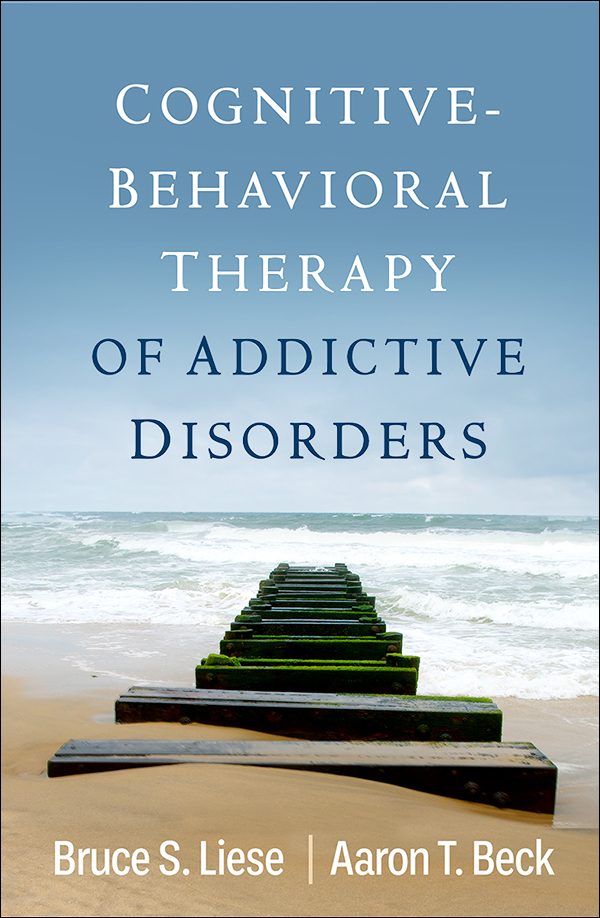 COGNITIVE-
BEHAVIORAL
THERAPY
OF ADDICTIVE
DISORDERS
Bruce S. Liese | Aaron T. Beck